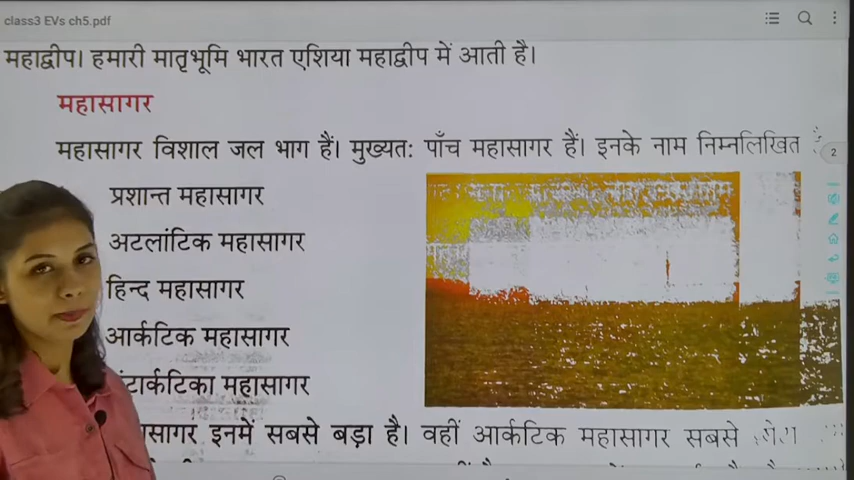 class3 EVs ch5.pdf
महाद्वीप। हमारी मातृभूमि भारत एशिया महाद्वीप में आती है।
महासागर
महासागर विशाल जल भाग हैं। मुख्यतः पाँच महासागर हैं। इनके नाम निम्नलिखित
2
प्रशान्त महासागर
अटलांटिक महासागर
हिन्द महासागर
आर्कटिक महासागर
महासागर
इनमें सबसे बड़ा है। वहीं आर्कटिक महासागर सबसे